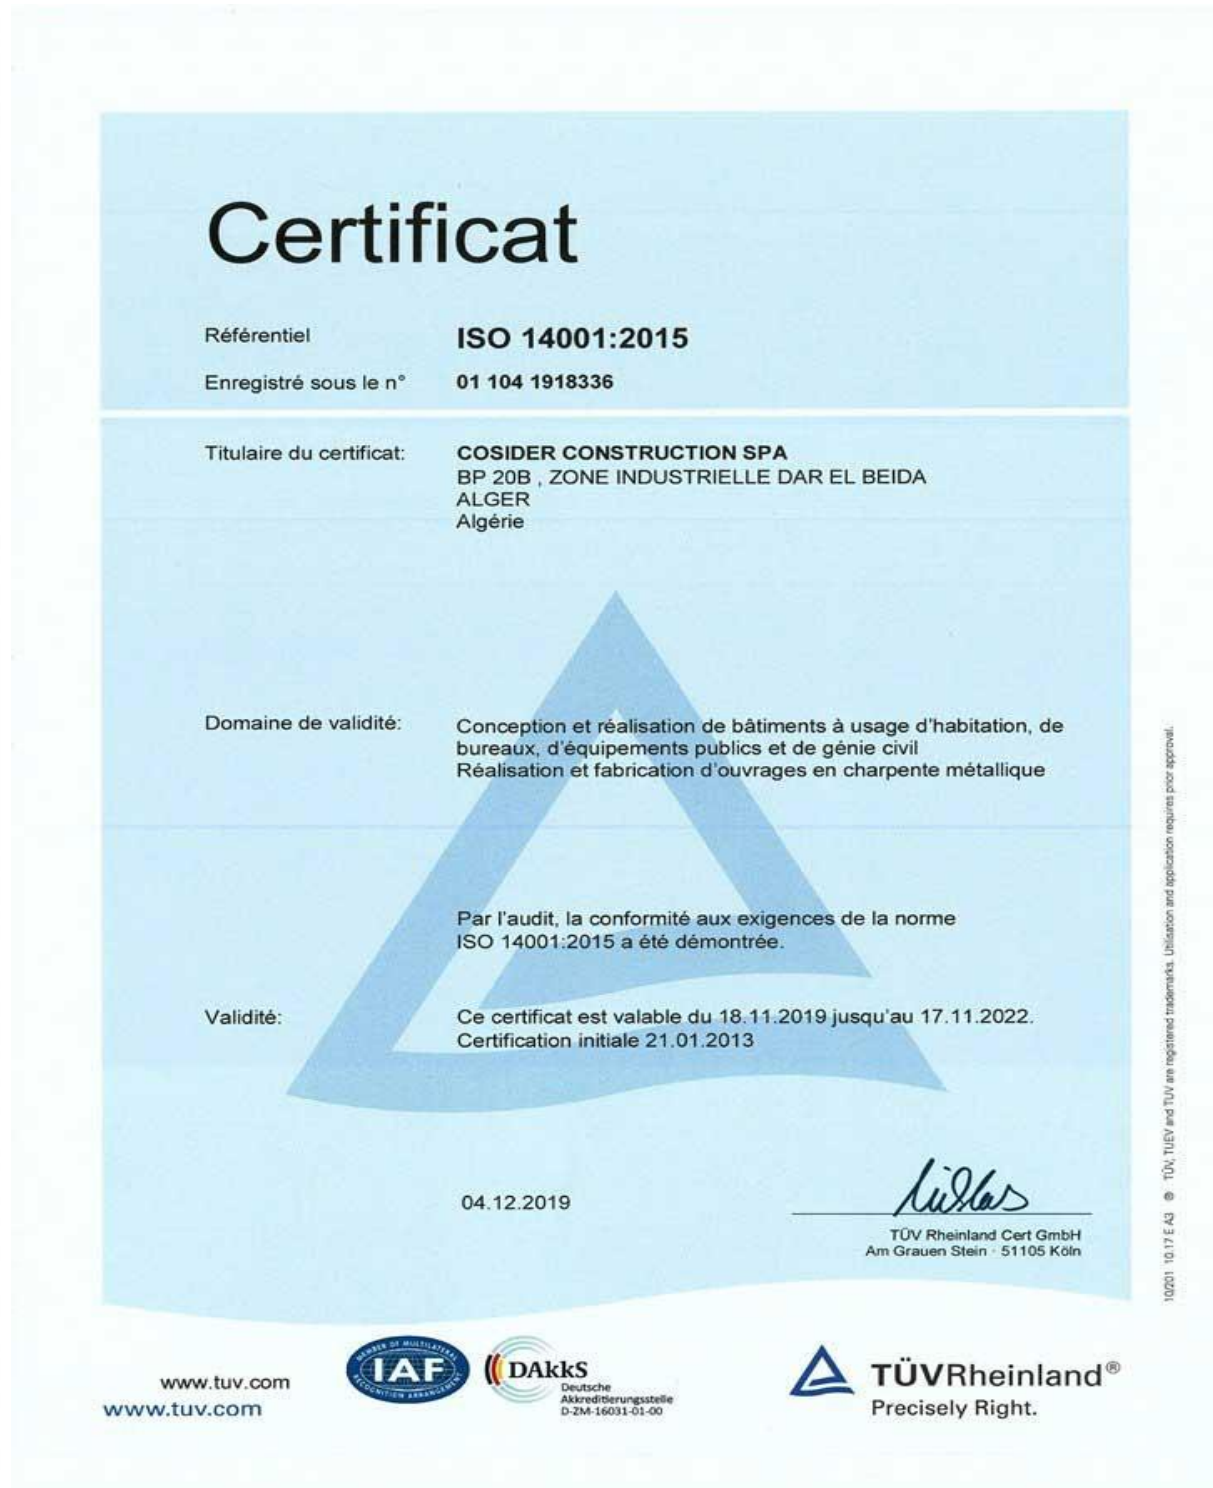 Certificat
Référentiel ISO 14001:2015
Enregistré sous le n° 01 104 1918336
Titulaire du certificat: COSIDER CONSTRUCTION SPA
BP 20B , ZONE INDUSTRIELLE DAR EL BEIDA
ALGER
Algérie
Domaine de validité: Conception et réalisation de bâtiments à usage d'habitation, de
bureaux, d'équipements publics et de génie civil
Réalisation et fabrication d'ouvrages en charpente métallique
Par l'audit, la conformité aux exigences de la norme
ISO 14001:2015 a été démontrée.
Validité: Ce certificat est valable du 18.11.2019 jusqu'au 17.11.2022.
Certification initiale 21.01.2013
04.12.2019
TÜV Rheinland Cert GmbH
Am Grauen Stein · 51105 Köln
www.tuv.com
www.tuv.com
MEMBER OF MULTILATERAL
IAF
RECOGNITION ARRANGEMENT
DAkkS
Deutsche
Akkreditierungsstelle
D-ZM-16031-01-00
TÜVRheinland®
Precisely Right.
10/201 10.17 E A3 ® TÜV, TUEV and TUV are registered trademarks. Utilisation and application requires prior approval.